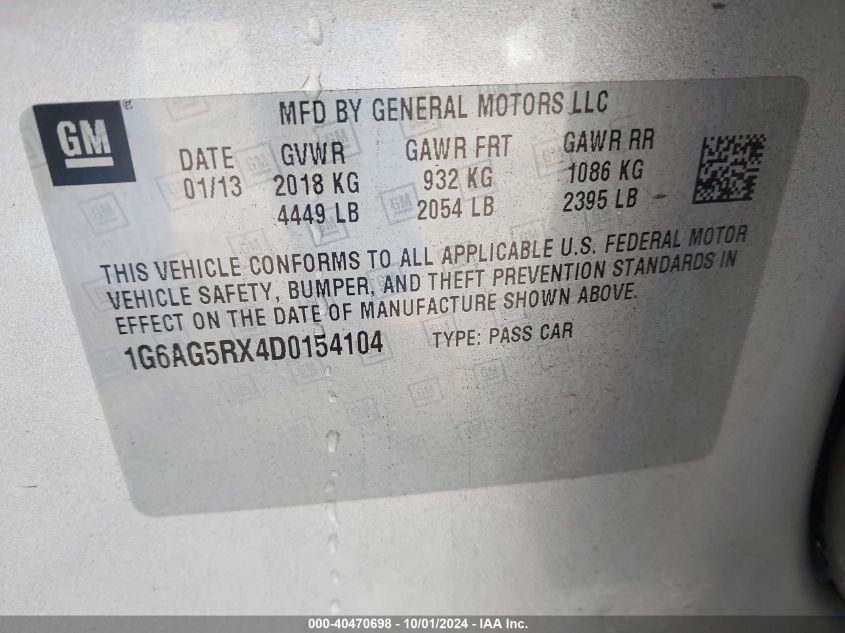 GM
MFD BY GENERAL MOTORS LLC
DATE GVWR GAWR FRT GAWR RR
01/13 2018 KG 932 KG 1086 KG
4449 LB 2054 LB 2395 LB
THIS VEHICLE CONFORMS TO ALL APPLICABLE U.S. FEDERAL MOTOR
VEHICLE SAFETY, BUMPER, AND THEFT PREVENTION STANDARDS IN
EFFECT ON THE DATE OF MANUFACTURE SHOWN ABOVE.
1G6AG5RX4D0154104 TYPE: PASS CAR
000-40470698 - 10/01/2024 - IAA Inc.